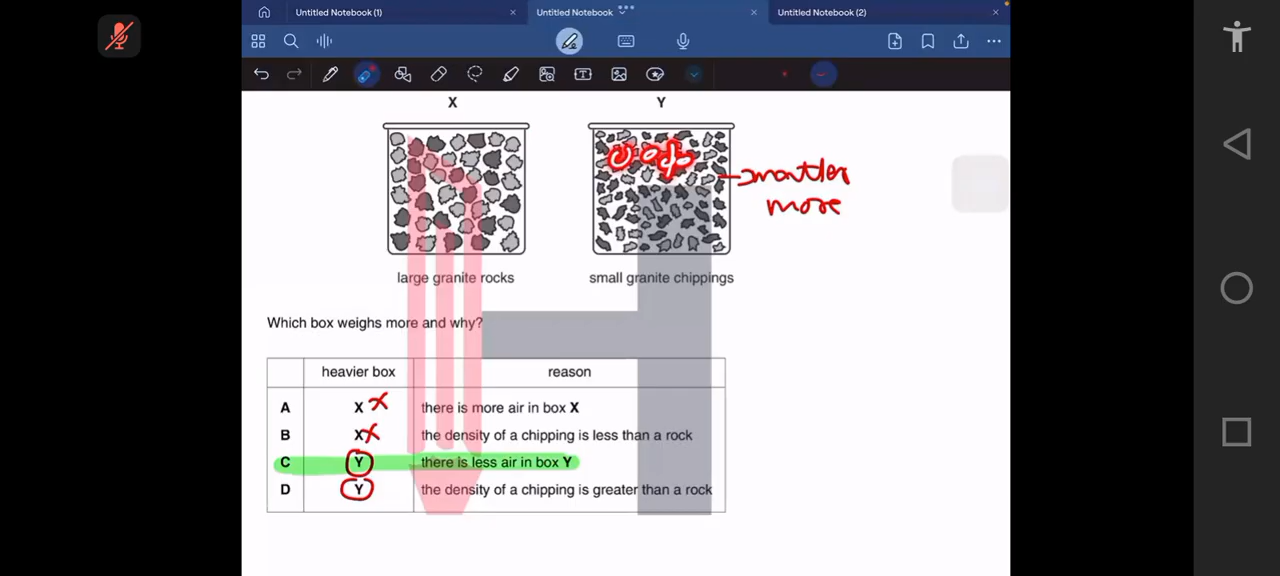 Untitled Notebook (1)
Untitled Notebook
Untitled Notebook (2)
X
Y
more
large granite rocks
small granite chippings
Which box weighs more and why?
heavier box reason
A X there is more air in box X
B X the density of a chipping is less than a rock
C Y there is less air in box Y
D Y the density of a chipping is greater than a rock